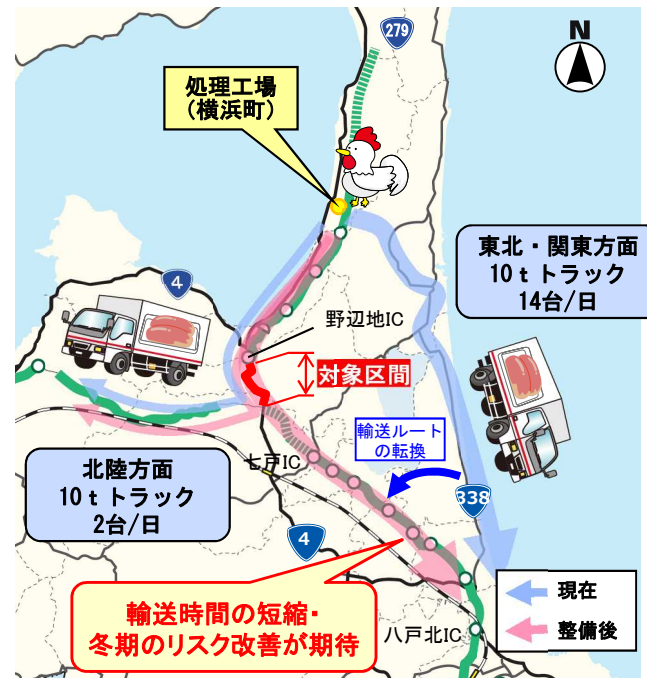 279
N
処理工場
(横浜町)
4
東北・関東方面
10ｔトラック
14台/日
野辺地IC
対象区間
輸送ルート
の転換
七戸IC
北陸方面
10ｔトラック
2台/日
338
4
現在
整備後
輸送時間の短縮・
冬期のリスク改善が期待
八戸北IC